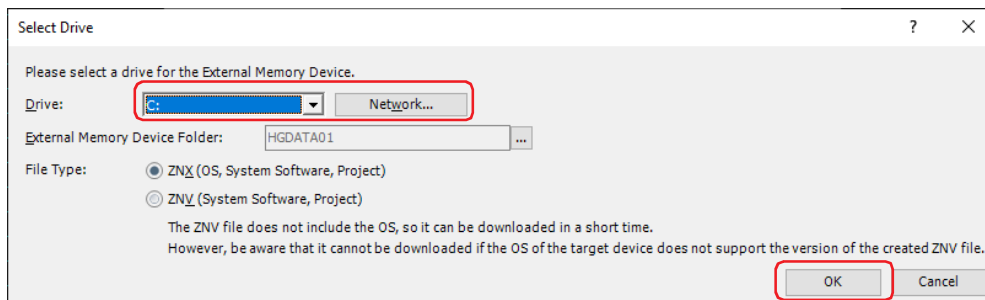 Select Drive ? X
Please select a drive for the External Memory Device.
Drive: C: Network...
External Memory Device Folder: HGDATA01 ...
File Type: ZNX (OS, System Software, Project)
ZNV (System Software, Project)
The ZNV file does not include the OS, so it can be downloaded in a short time.
However, be aware that it cannot be downloaded if the OS of the target device does not support the version of the created ZNV file.
OK Cancel